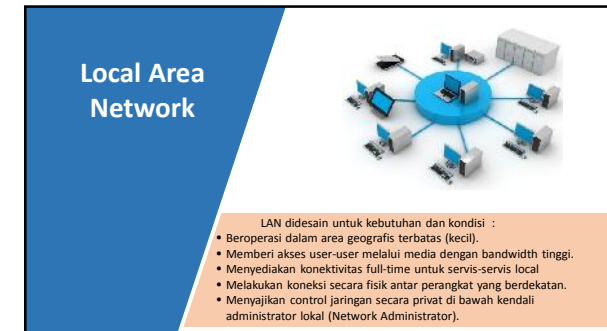 Local Area
Network
LAN didesain untuk kebutuhan dan kondisi :
• Beroperasi dalam area geografis terbatas (kecil).
• Memberi akses user-user melalui media dengan bandwidth tinggi.
• Menyediakan konektivitas full-time untuk servis-servis local
• Melakukan koneksi secara fisik antar perangkat yang berdekatan.
• Menyajikan control jaringan secara privat di bawah kendali
administrator lokal (Network Administrator).